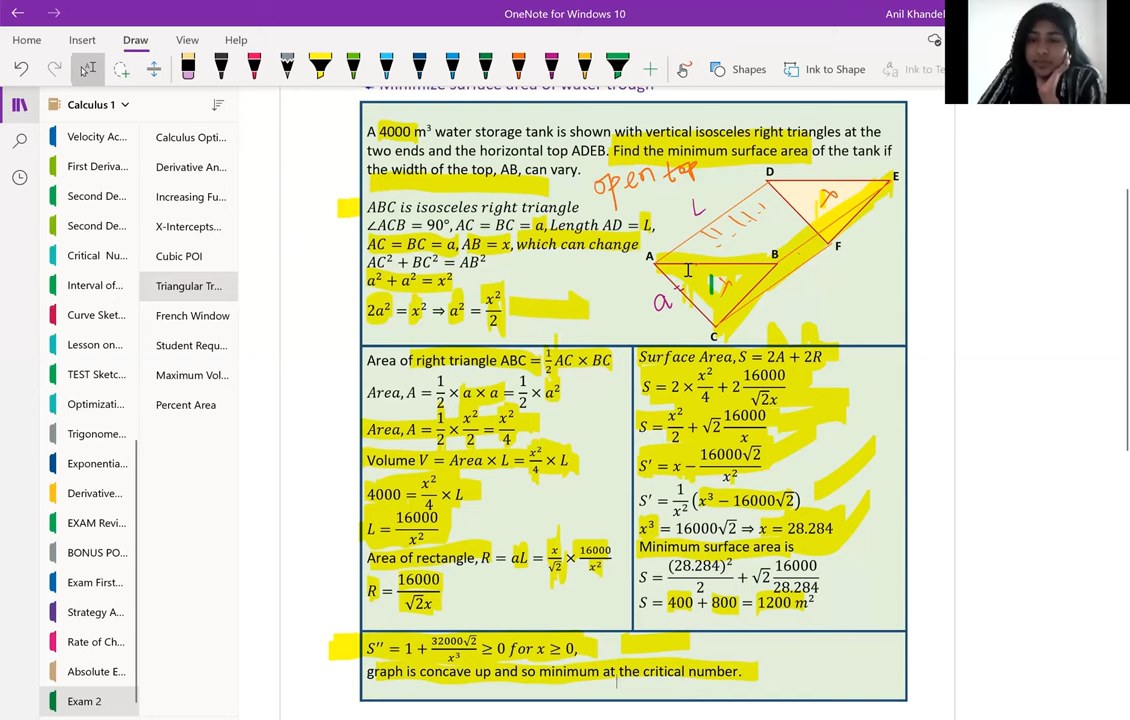 OneNote for Windows 10
Anil Khandel
Home
Insert
Draw
View
Help
Shapes
Ink to Shape
Ink to Te
Calculus 1
Velocity Ac...
First Deriva...
Second De...
Second De...
Critical Nu...
Interval of...
Curve Sket...
Lesson on...
TEST Sketc...
Optimizati...
Trigonome...
Exponentia...
Derivative...
EXAM Revi...
BONUS PO...
Exam First...
Strategy A...
Rate of Ch...
Absolute E...
Exam 2
Calculus Opti...
Derivative An...
Increasing Fu...
X-Intercepts...
Cubic POI
Triangular Tr...
French Window
Student Requ...
Maximum Vol...
Percent Area
Minimize surface area of water trough
A 4000 m³ water storage tank is shown with vertical isosceles right triangles at the
two ends and the horizontal top ADEB. Find the minimum surface area of the tank if
the width of the top, AB, can vary.
open top
ABC is isosceles right triangle
∠ACB = 90°, AC = BC = a, Length AD = L,
AC = BC = a, AB = x, which can change
AC² + BC² = AB²
a² + a² = x²
2a² = x² ⇒ a² = x²/2
D
E
L
x
F
A
B
x
a
C
Area of right triangle ABC = 1/2 AC × BC
Area, A = 1/2 × a × a = 1/2 × a²
Area, A = 1/2 × x²/2 = x²/4
Volume V = Area × L = x²/4 × L
4000 = x²/4 × L
L = 16000/x²
Area of rectangle, R = aL = x/√2 × 16000/x²
R = 16000/√2x
Surface Area, S = 2A + 2R
S = 2 × x²/4 + 2 16000/√2x
S = x²/2 + √2 16000/x
S′ = x − 16000√2/x²
S′ = 1/x² (x³ − 16000√2)
x³ = 16000√2 ⇒ x = 28.284
Minimum surface area is
S = (28.284)²/2 + √2 16000/28.284
S = 400 + 800 = 1200 m²
S′′ = 1 + 32000√2/x³ ≥ 0 for x ≥ 0,
graph is concave up and so minimum at the critical number.